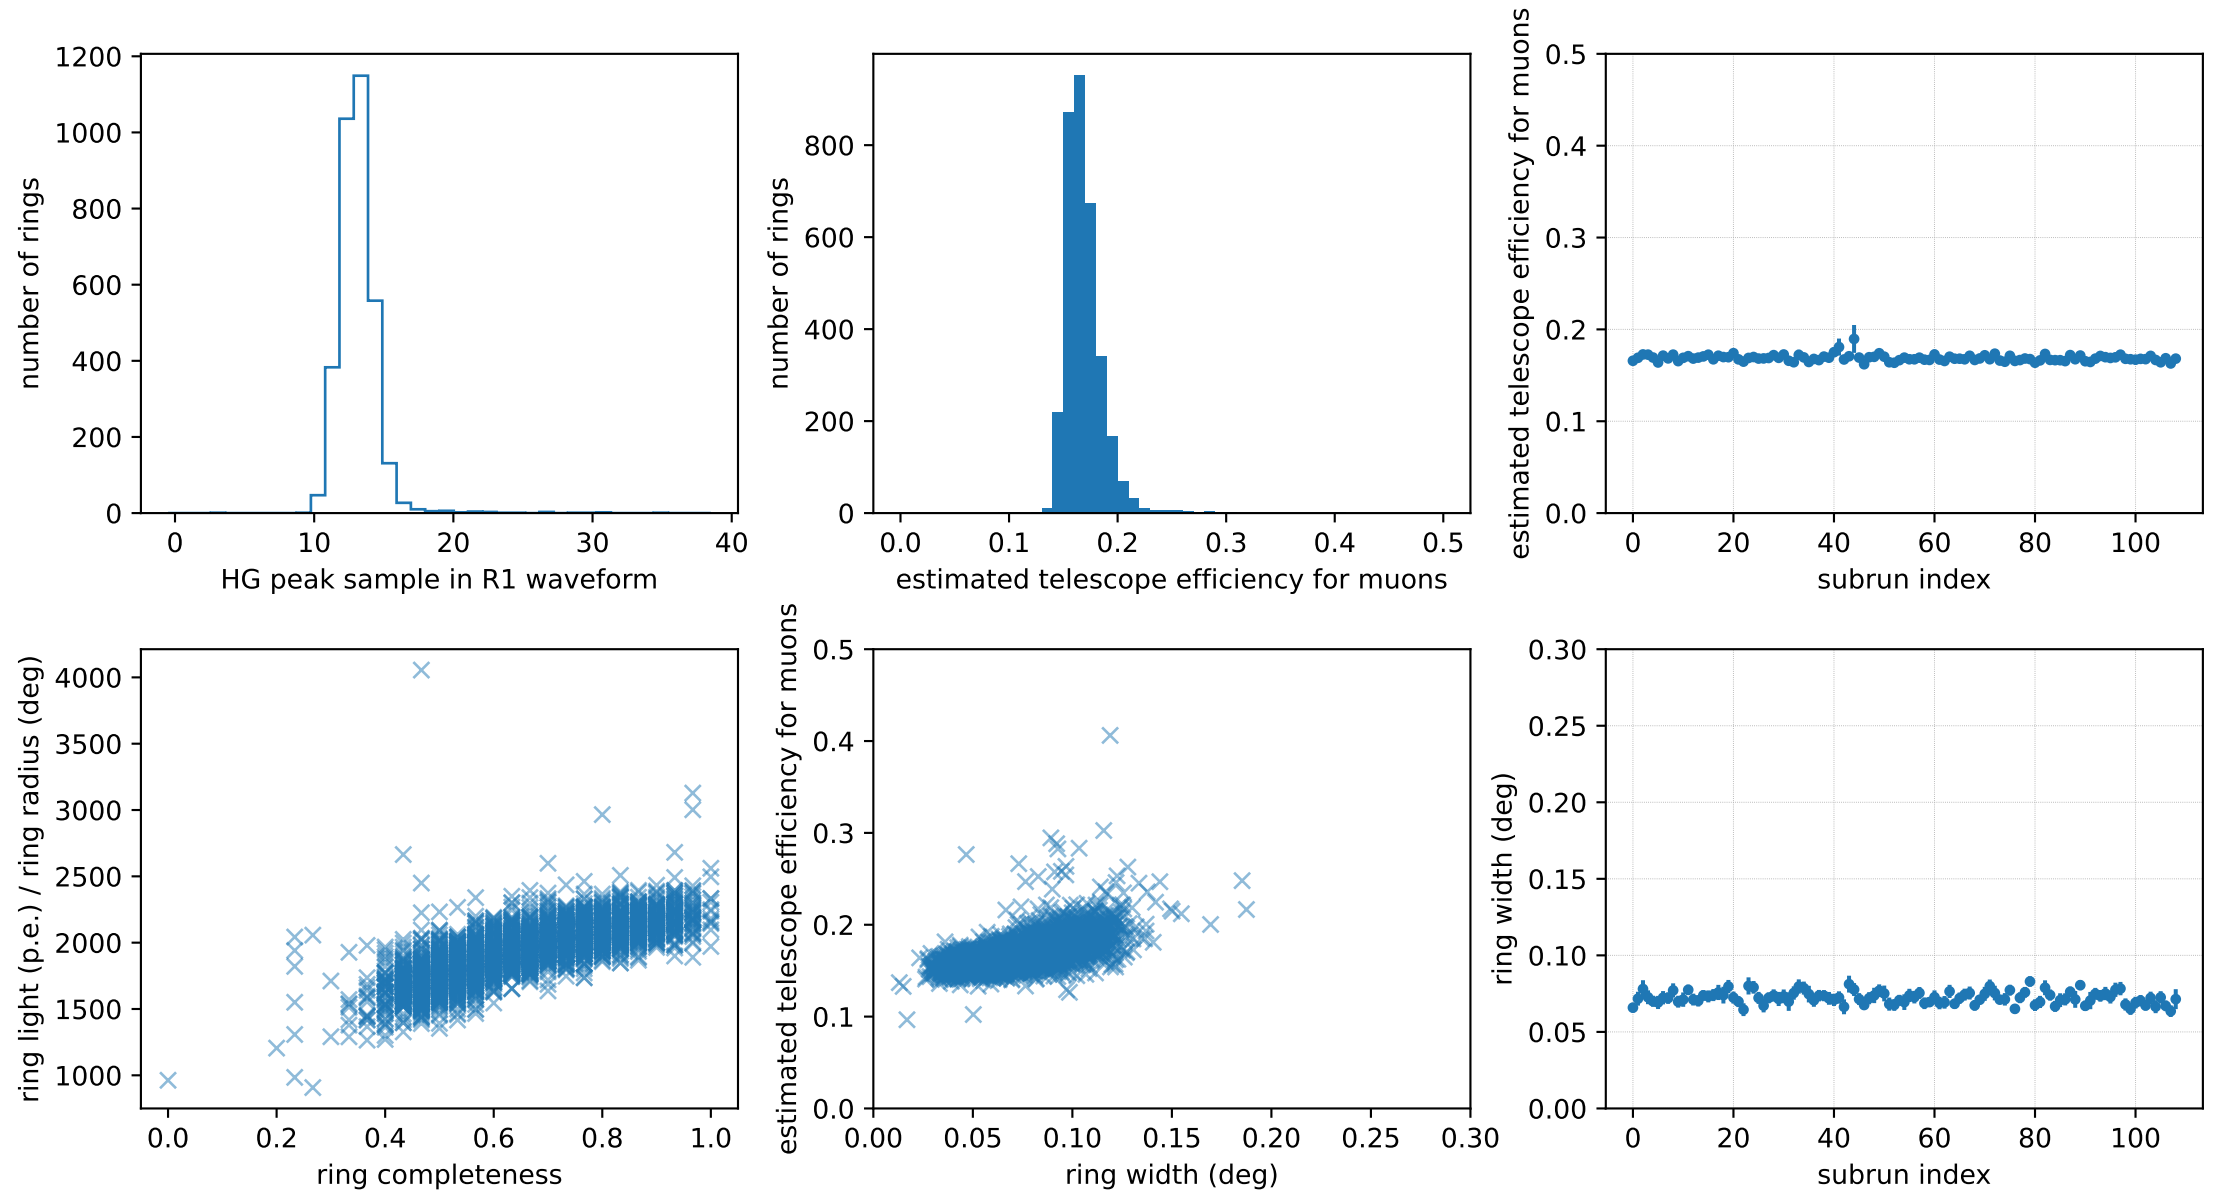 number of rings
1200
1000
800
600
400
200
0
0 10 20 30 40
HG peak sample in R1 waveform
number of rings
800
600
400
200
0
0.0 0.1 0.2 0.3 0.4 0.5
estimated telescope efficiency for muons
estimated telescope efficiency for muons
0.5
0.4
0.3
0.2
0.1
0.0
0 20 40 60 80 100
subrun index
ring light (p.e.) / ring radius (deg)
4000
3500
3000
2500
2000
1500
1000
0.0 0.2 0.4 0.6 0.8 1.0
ring completeness
estimated telescope efficiency for muons
0.5
0.4
0.3
0.2
0.1
0.0
0.00 0.05 0.10 0.15 0.20 0.25 0.30
ring width (deg)
ring width (deg)
0.30
0.25
0.20
0.15
0.10
0.05
0.00
0 20 40 60 80 100
subrun index